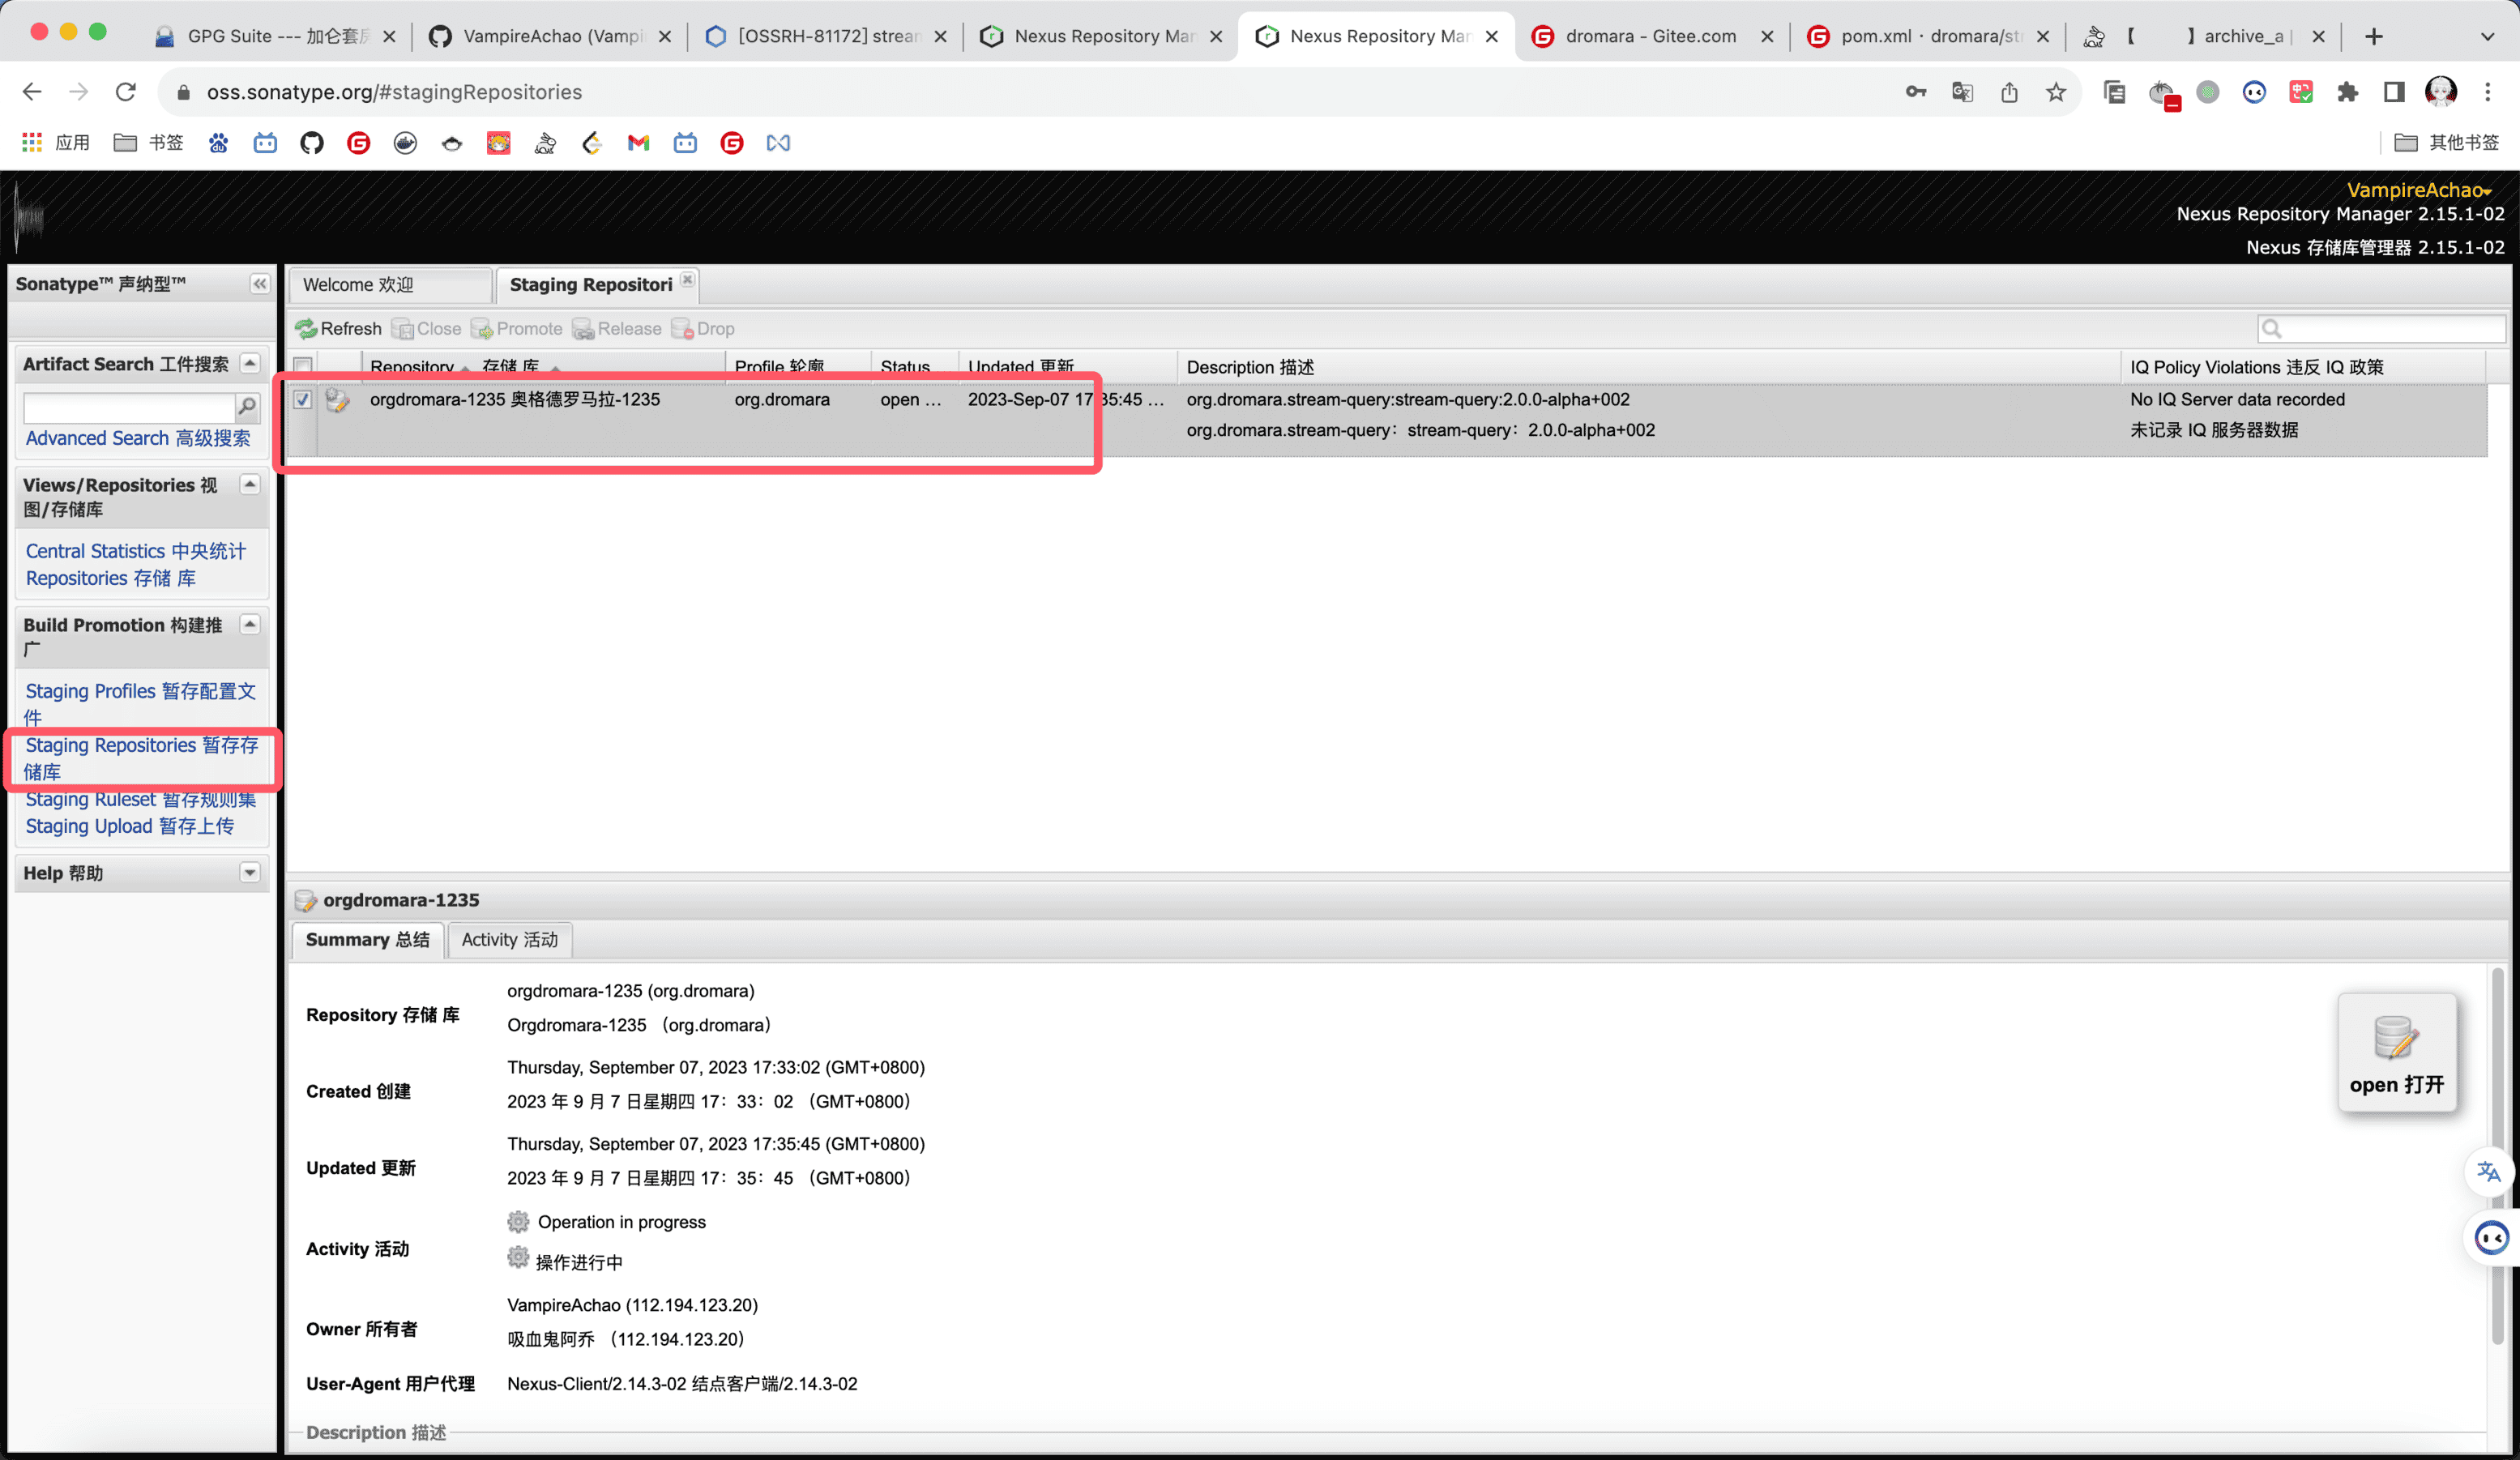 GPG Suite --- 加仑套房
VampireAchao (Vampi
[OSSRH-81172] strean
Nexus Repository Man
Nexus Repository Man
dromara - Gitee.com
pom.xml · dromara/st
【 】archive_a
oss.sonatype.org/#stagingRepositories
应用
书签
其他书签
VampireAchao
Nexus Repository Manager 2.15.1-02
Nexus 存储库管理器 2.15.1-02
Sonatype™ 声纳型™
Welcome 欢迎
Staging Repositori
Refresh
Close
Promote
Release
Drop
Artifact Search 工件搜索
Advanced Search 高级搜索
Views/Repositories 视
图/存储库
Central Statistics 中央统计
Repositories 存储 库
Build Promotion 构建推
广
Staging Profiles 暂存配置文
件
Staging Repositories 暂存存
储库
Staging Ruleset 暂存规则集
Staging Upload 暂存上传
Help 帮助
Repository 存储 库
Profile 轮廓
Status
Updated 更新
Description 描述
IQ Policy Violations 违反 IQ 政策
orgdromara-1235 奥格德罗马拉-1235
org.dromara
open ...
2023-Sep-07 17:35:45 ...
org.dromara.stream-query:stream-query:2.0.0-alpha+002
org.dromara.stream-query：stream-query：2.0.0-alpha+002
No IQ Server data recorded
未记录 IQ 服务器数据
orgdromara-1235
Summary 总结
Activity 活动
Repository 存储 库
orgdromara-1235 (org.dromara)
Orgdromara-1235 （org.dromara）
Created 创建
Thursday, September 07, 2023 17:33:02 (GMT+0800)
2023 年 9 月 7 日星期四 17：33：02 （GMT+0800）
Updated 更新
Thursday, September 07, 2023 17:35:45 (GMT+0800)
2023 年 9 月 7 日星期四 17：35：45 （GMT+0800）
Activity 活动
Operation in progress
操作进行中
Owner 所有者
VampireAchao (112.194.123.20)
吸血鬼阿乔 （112.194.123.20）
User-Agent 用户代理
Nexus-Client/2.14.3-02 结点客户端/2.14.3-02
Description 描述
open 打开